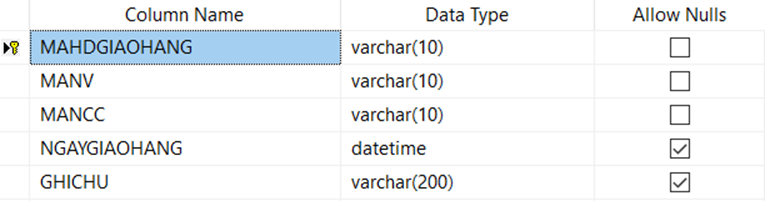 Column Name Data Type Allow Nulls
MAHDGIAOHANG varchar(10)
MANV varchar(10)
MANCC varchar(10)
NGAYGIAOHANG datetime
GHICHU varchar(200)